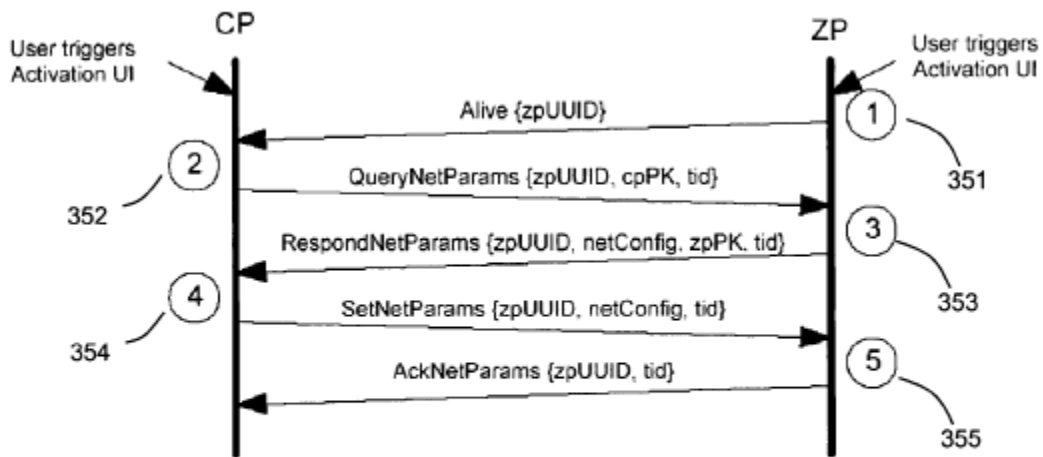 CP
ZP
User triggers
Activation UI
User triggers
Activation UI
Alive {zpUUID}
1
351
2
352
QueryNetParams {zpUUID, cpPK, tid}
3
353
RespondNetParams {zpUUID, netConfig, zpPK, tid}
4
354
SetNetParams {zpUUID, netConfig, tid}
5
355
AckNetParams {zpUUID, tid}